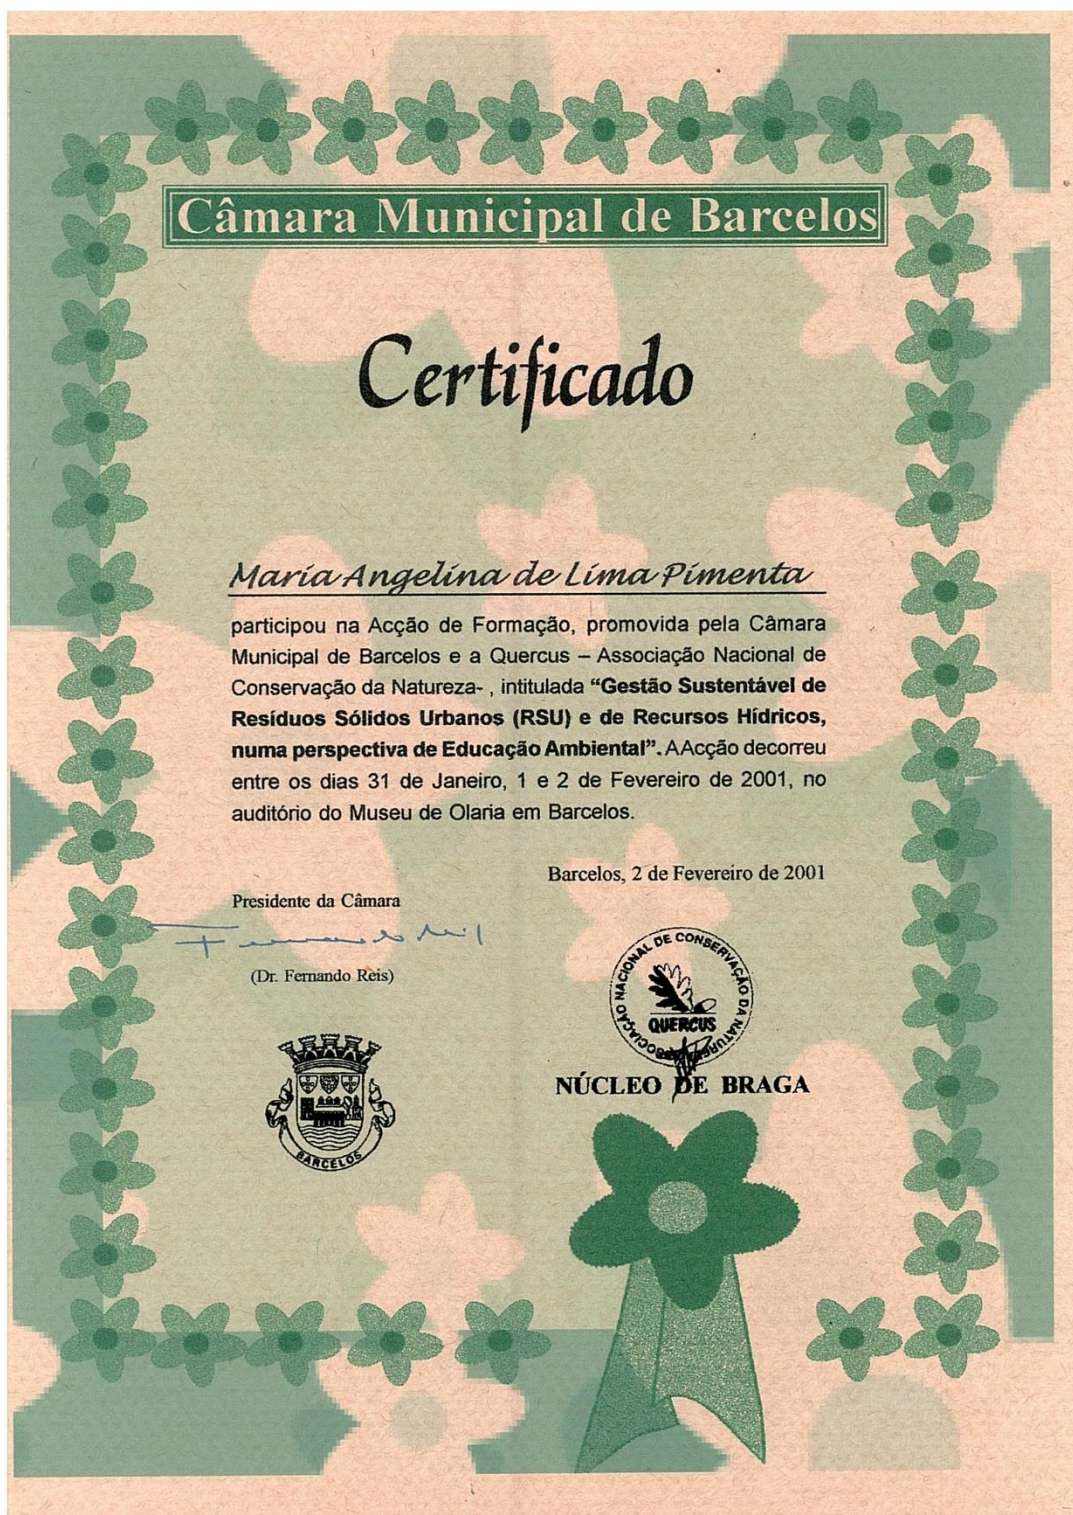 Câmara Municipal de Barcelos
Certificado
Maria Angelina de Lima Pimenta
participou na Acção de Formação, promovida pela Câmara
Municipal de Barcelos e a Quercus – Associação Nacional de
Conservação da Natureza- , intitulada “Gestão Sustentável de
Resíduos Sólidos Urbanos (RSU) e de Recursos Hídricos,
numa perspectiva de Educação Ambiental”. A Acção decorreu
entre os dias 31 de Janeiro, 1 e 2 de Fevereiro de 2001, no
auditório do Museu de Olaria em Barcelos.
Barcelos, 2 de Fevereiro de 2001
Presidente da Câmara
(Dr. Fernando Reis)
ASSOCIAÇÃO NACIONAL DE CONSERVAÇÃO DA NATUREZA
QUERCUS
NÚCLEO DE BRAGA
BARCELOS